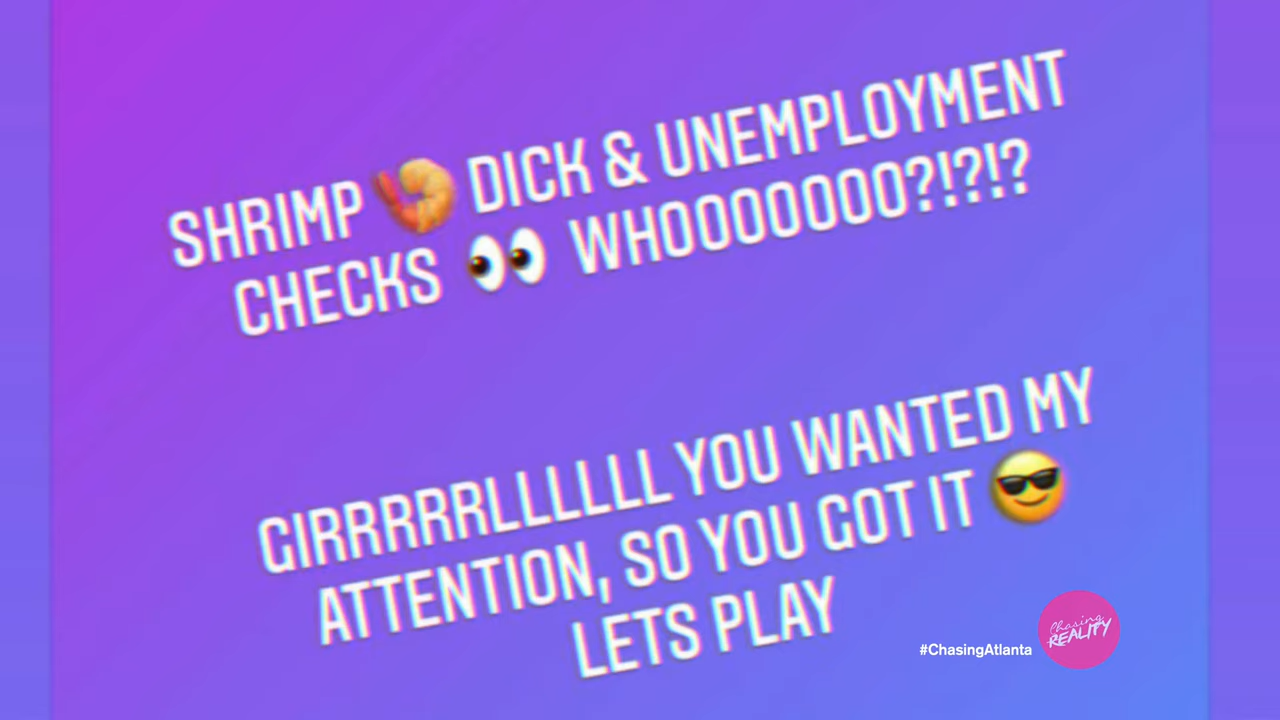 SHRIMP 🍤 DICK & UNEMPLOYMENT
CHECKS 👀 WHOOOOOOO?!?!?
GIRRRRRLLLLLL YOU WANTED MY
ATTENTION, SO YOU GOT IT 😎
LETS PLAY
#ChasingAtlanta
Chasing
REALITY